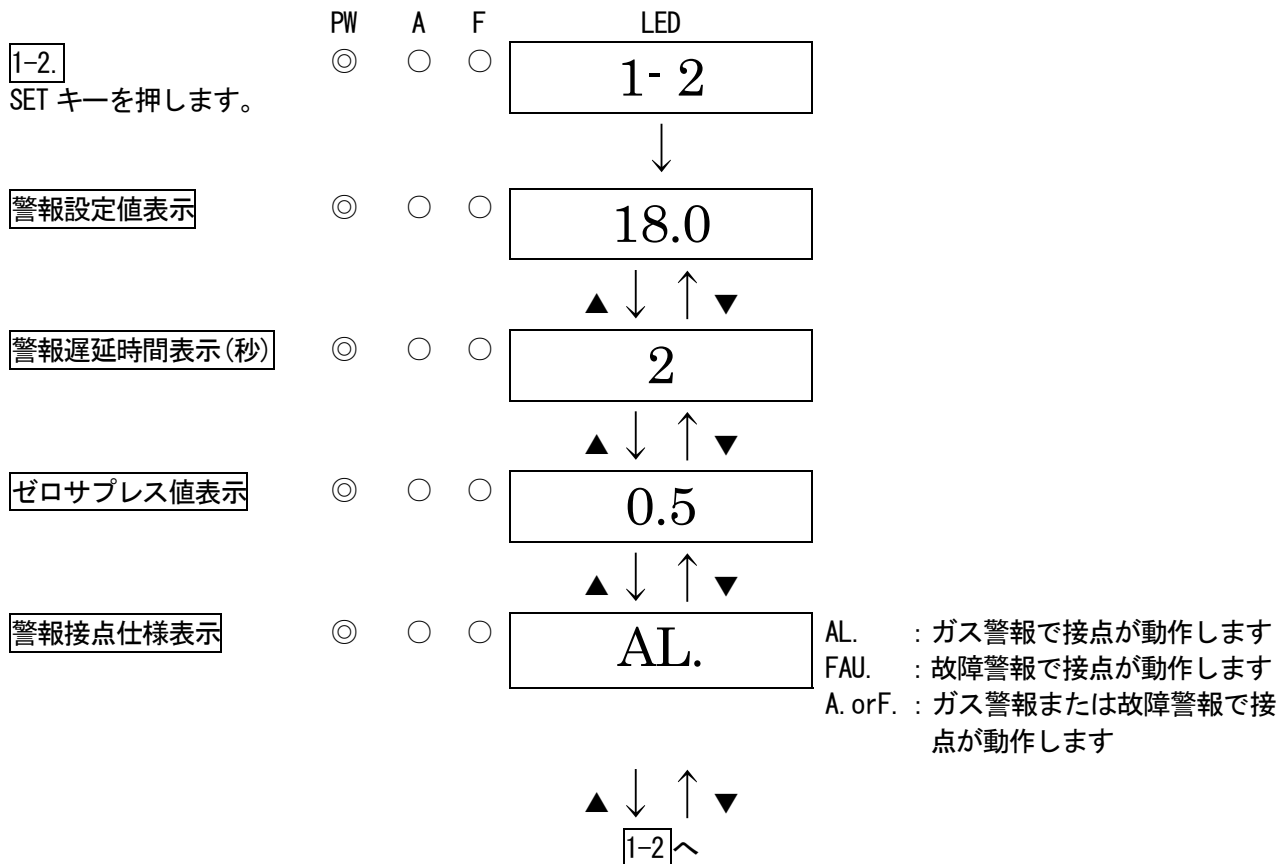 PW A F LED
1-2. ◎ ○ ○ 1- 2
SET キーを押します。
↓
警報設定値表示 ◎ ○ ○ 18.0
▲ ↓ ↑ ▼
警報遅延時間表示(秒) ◎ ○ ○ 2
▲ ↓ ↑ ▼
ゼロサプレス値表示 ◎ ○ ○ 0.5
▲ ↓ ↑ ▼
警報接点仕様表示 ◎ ○ ○ AL.
AL. :ガス警報で接点が動作します
FAU. :故障警報で接点が動作します
A.orF. :ガス警報または故障警報で接
点が動作します
▲ ↓ ↑ ▼
1-2へ